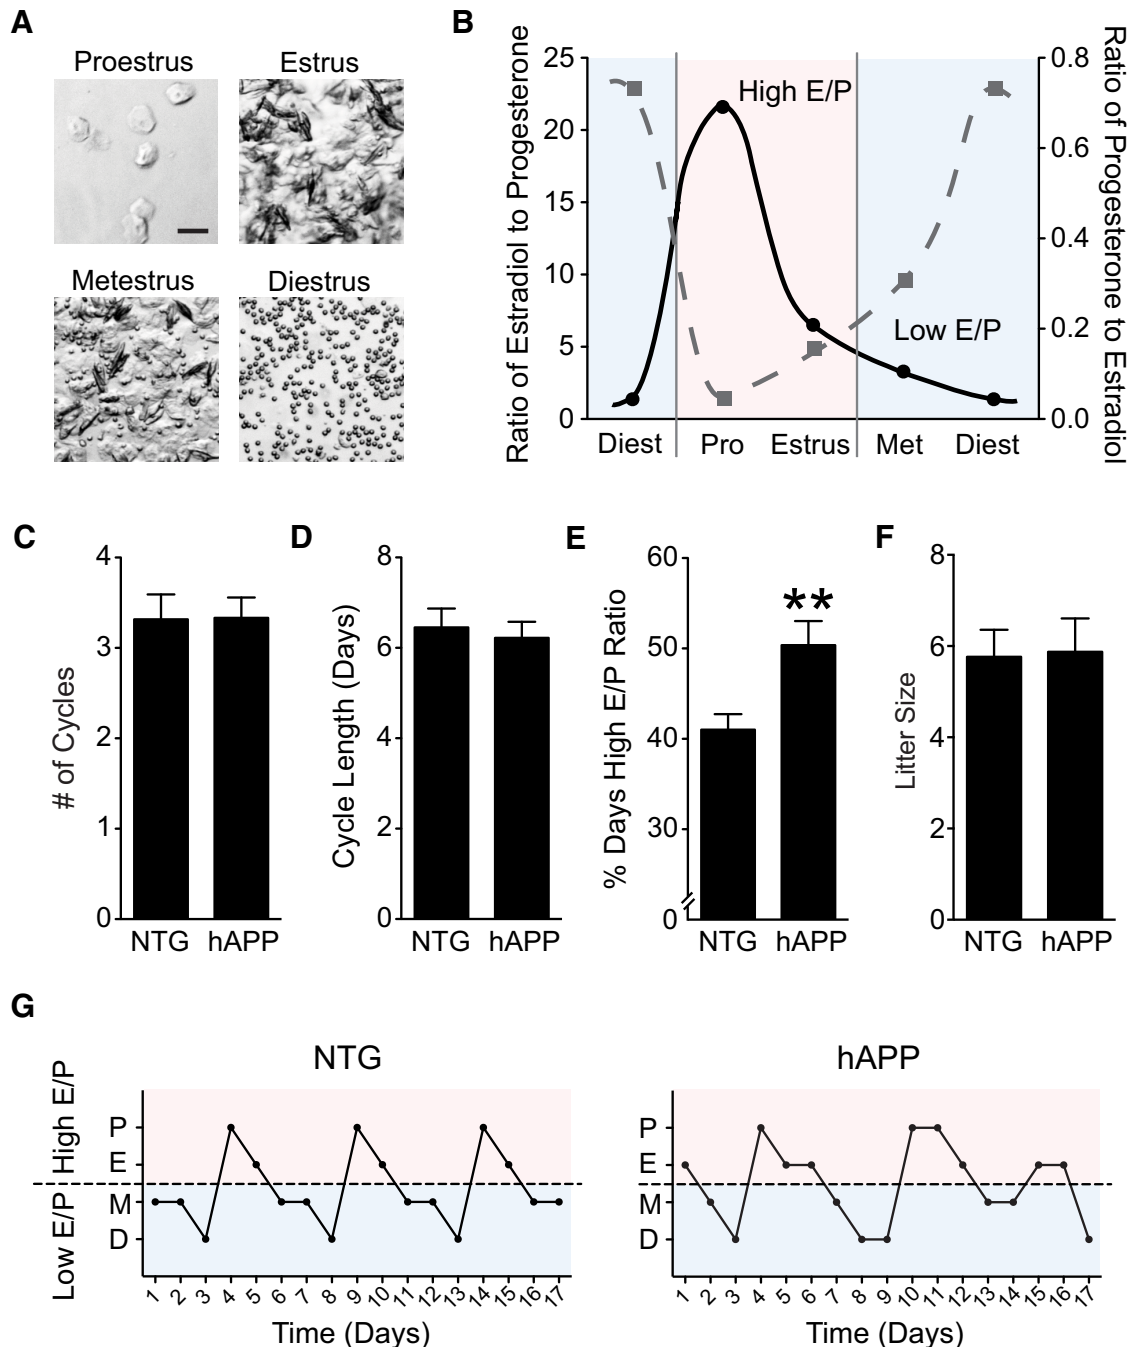 A
Proestrus
Estrus
Metestrus
Diestrus
B
Ratio of Estradiol to Progesterone
25
20
15
10
5
0
High E/P
Low E/P
0.8
0.6
0.4
0.2
0.0
Ratio of Progesterone to Estradiol
Diest Pro Estrus Met Diest
C
# of Cycles
4
3
2
1
0
NTG hAPP
D
Cycle Length (Days)
8
6
4
2
0
NTG hAPP
E
% Days High E/P Ratio
60
50
40
30
0
**
NTG hAPP
F
Litter Size
8
6
4
2
0
NTG hAPP
G
NTG
Low E/P High E/P
P
E
M
D
1 2 3 4 5 6 7 8 9 10 11 12 13 14 15 16 17
Time (Days)
hAPP
P
E
M
D
1 2 3 4 5 6 7 8 9 10 11 12 13 14 15 16 17
Time (Days)